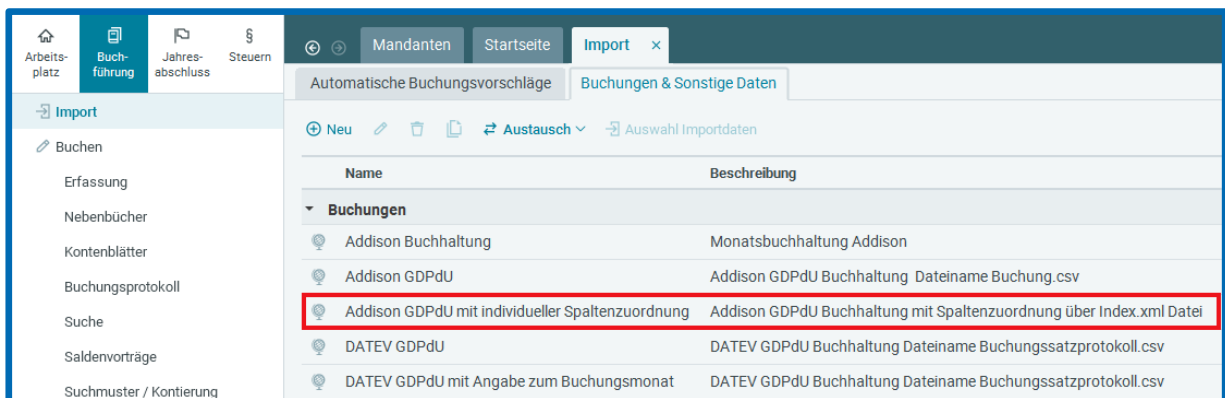 Arbeits-
platz
Buch-
führung
Jahres-
abschluss
§
Steuern
Mandanten Startseite Import ×
Automatische Buchungsvorschläge Buchungen & Sonstige Daten
Import
Neu Austausch Auswahl Importdaten
Buchen
Erfassung
Nebenbücher
Kontenblätter
Buchungsprotokoll
Suche
Saldenvorträge
Suchmuster / Kontierung
Name Beschreibung
Buchungen
Addison Buchhaltung Monatsbuchhaltung Addison
Addison GDPdU Addison GDPdU Buchhaltung Dateiname Buchung.csv
Addison GDPdU mit individueller Spaltenzuordnung Addison GDPdU Buchhaltung mit Spaltenzuordnung über Index.xml Datei
DATEV GDPdU DATEV GDPdU Buchhaltung Dateiname Buchungssatzprotokoll.csv
DATEV GDPdU mit Angabe zum Buchungsmonat DATEV GDPdU Buchhaltung Dateiname Buchungssatzprotokoll.csv